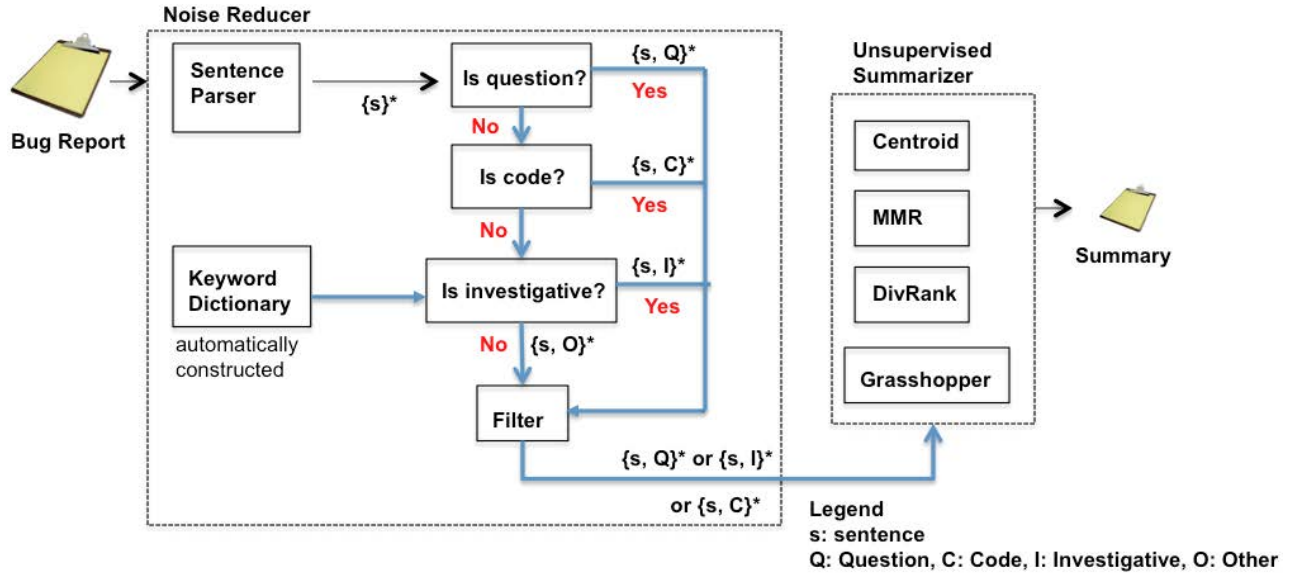 Noise Reducer
Bug Report
Sentence
Parser
{s}*
Is question?
{s, Q}*
Yes
No
Is code?
{s, C}*
Yes
No
Keyword
Dictionary
automatically
constructed
Is investigative?
{s, I}*
Yes
No
{s, O}*
Filter
{s, Q}* or {s, I}*
or {s, C}*
Unsupervised
Summarizer
Centroid
MMR
DivRank
Grasshopper
Summary
Legend
s: sentence
Q: Question, C: Code, I: Investigative, O: Other